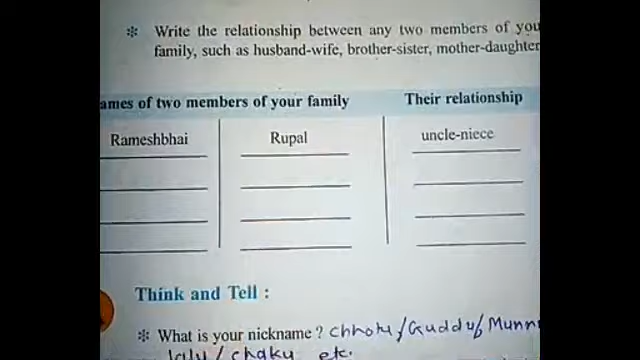 * Write the relationship between any two members of you
family, such as husband-wife, brother-sister, mother-daughter
ames of two members of your family Their relationship
Rameshbhai Rupal uncle-niece
Think and Tell :
* What is your nickname ? chhotu/Guddu/Munn
lalu / chaku etc.